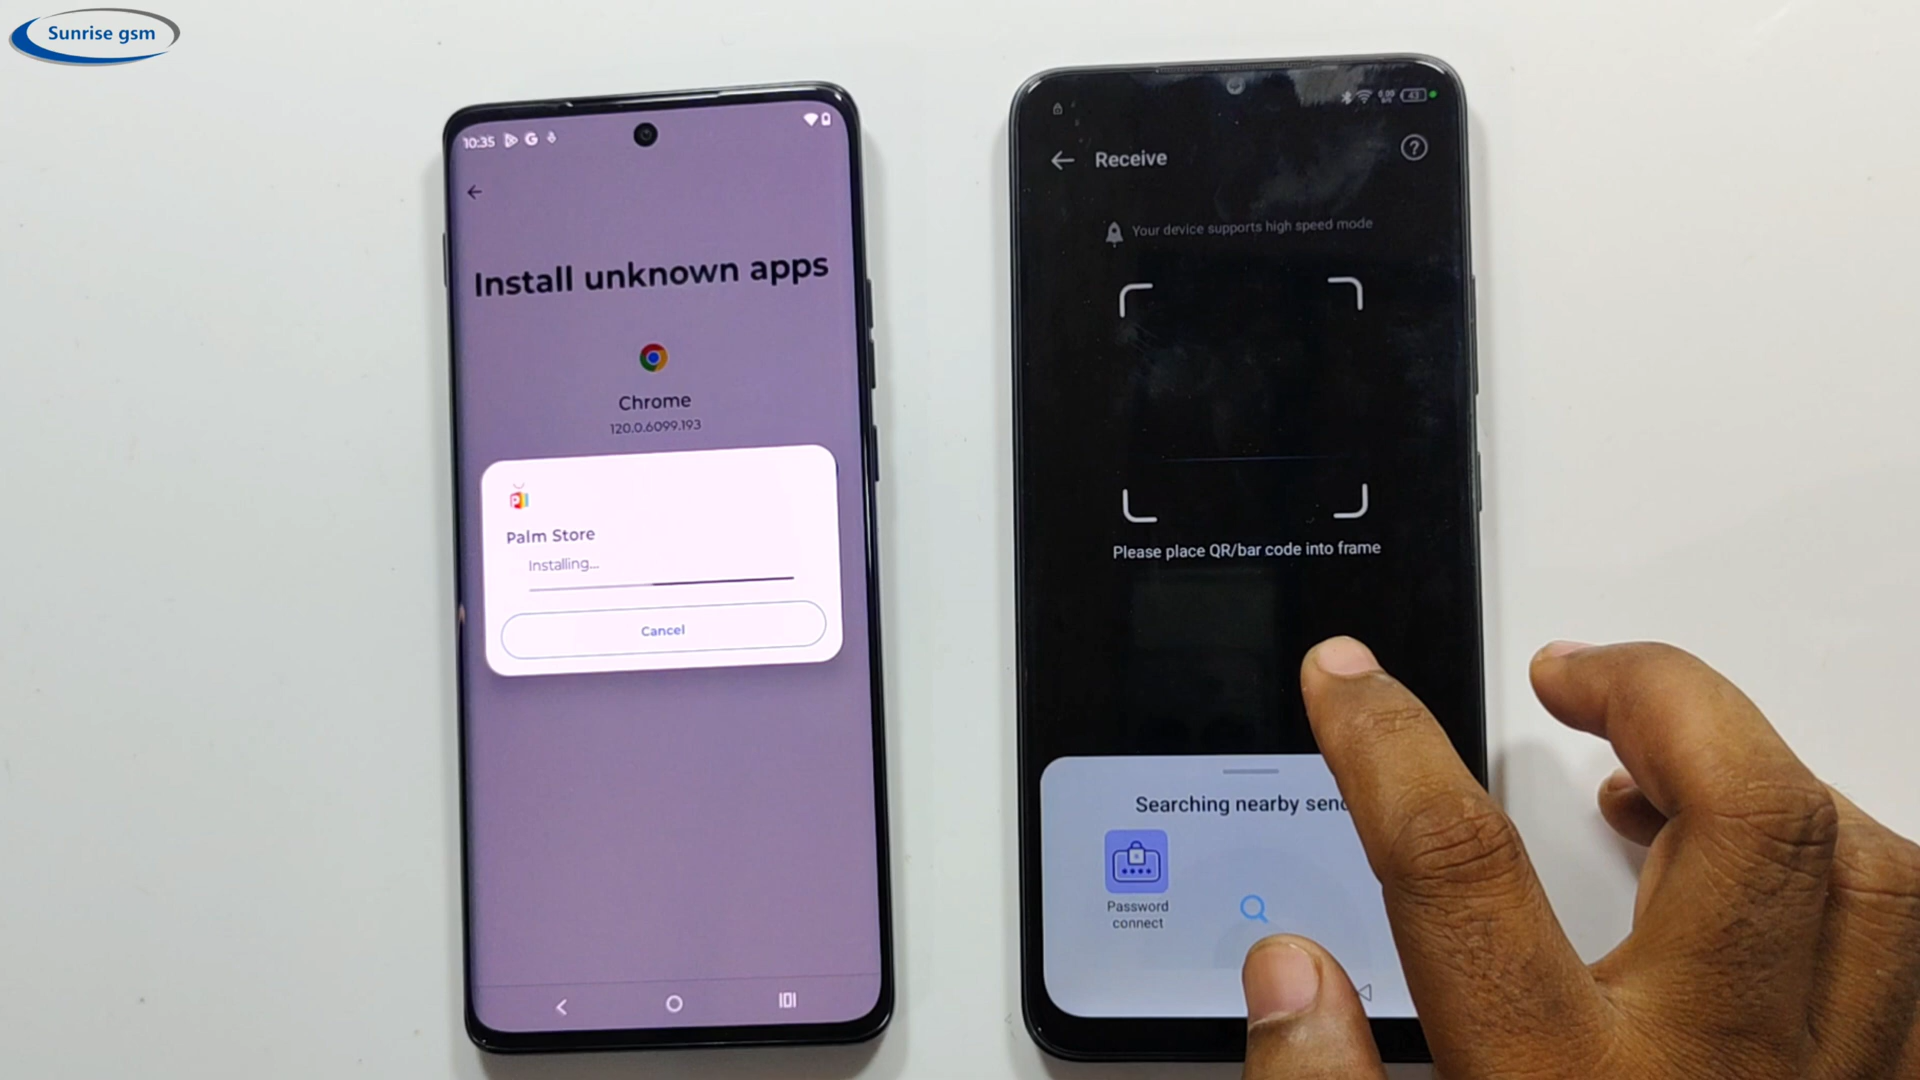 Sunrise gsm
10:35
Install unknown apps
Chrome
120.0.6099.193
Palm Store
Installing...
Cancel
43
Receive
?
Your device supports high speed mode
Please place QR/bar code into frame
Searching nearby send
Password
connect